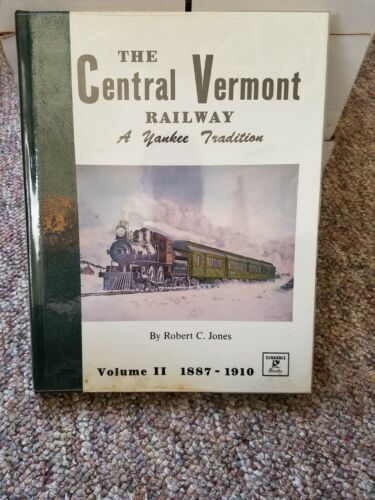 THE
Central Vermont
RAILWAY
A Yankee Tradition
By Robert C. Jones
SUNDANCE
Books
Volume II 1887-1910